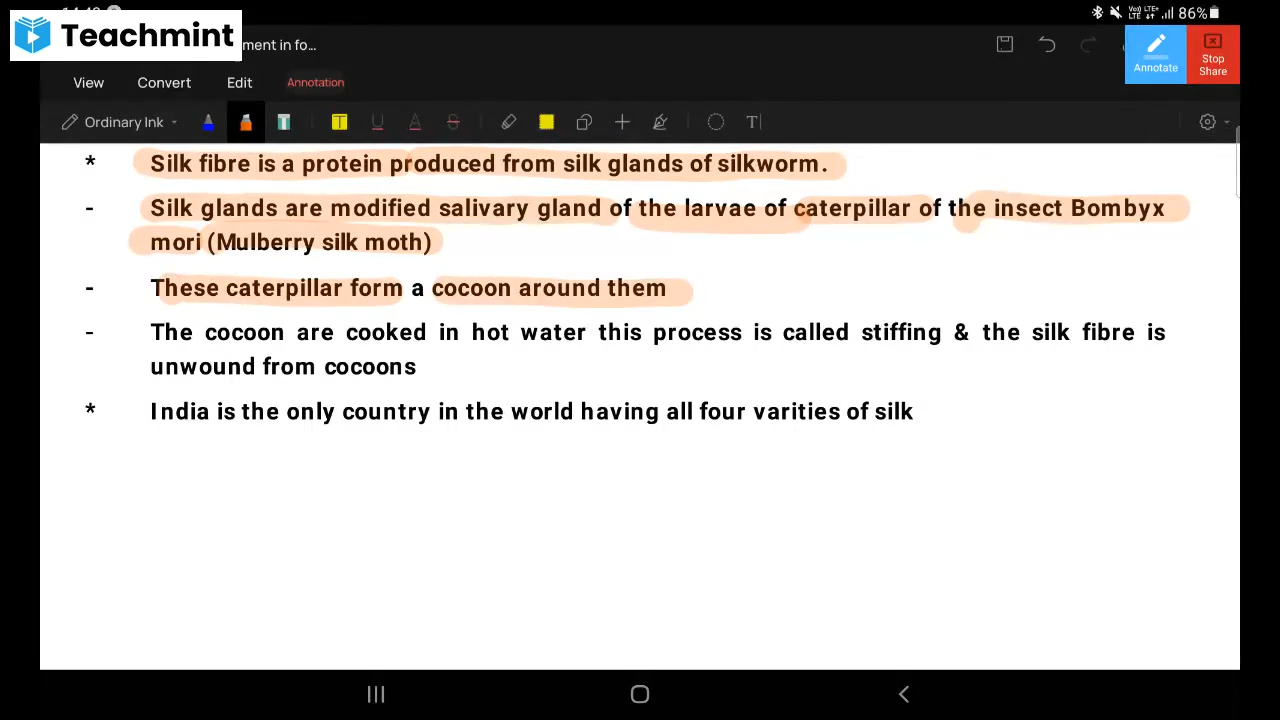 86%
Teachmint
ment in fo...
Annotate
Stop
Share
View Convert Edit Annotation
Ordinary Ink
* Silk fibre is a protein produced from silk glands of silkworm.
- Silk glands are modified salivary gland of the larvae of caterpillar of the insect Bombyx
mori (Mulberry silk moth)
- These caterpillar form a cocoon around them
- The cocoon are cooked in hot water this process is called stiffing & the silk fibre is
unwound from cocoons
* India is the only country in the world having all four varities of silk